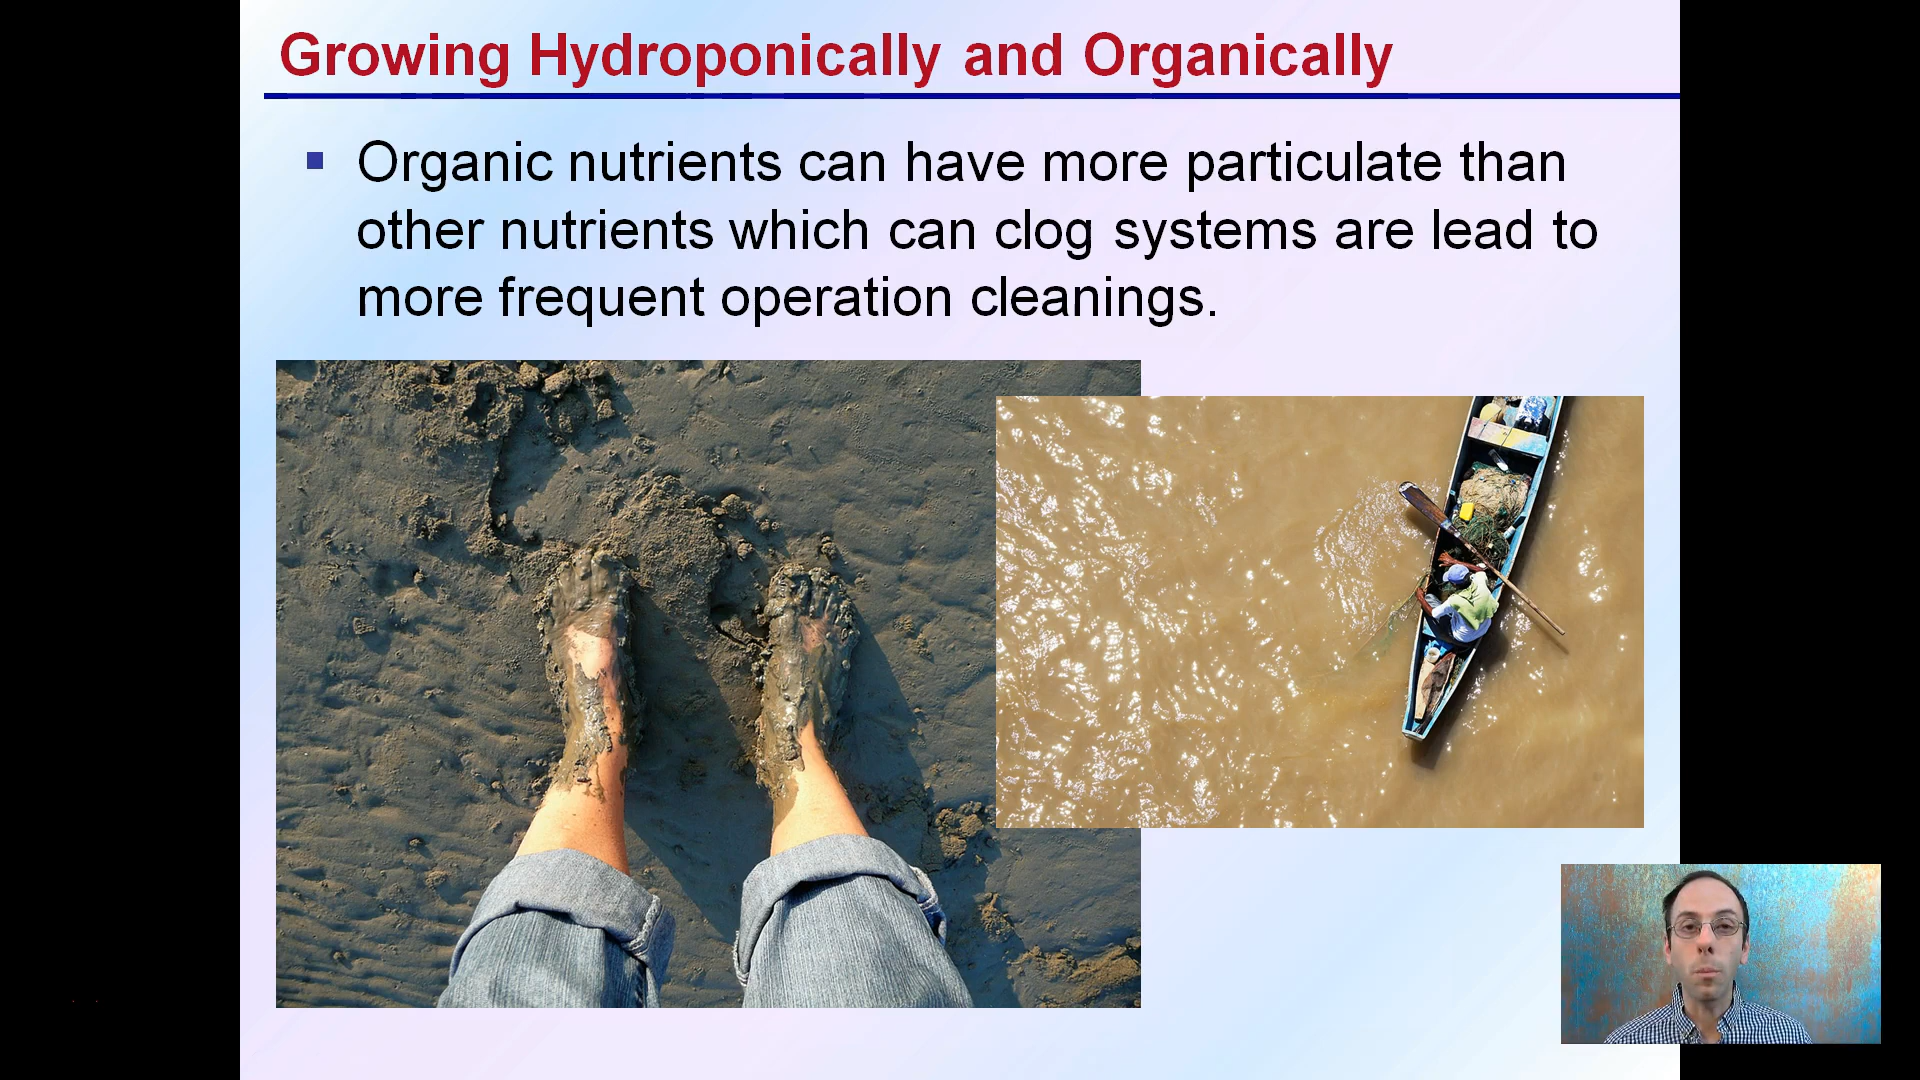 Growing Hydroponically and Organically
Organic nutrients can have more particulate than
other nutrients which can clog systems are lead to
more frequent operation cleanings.